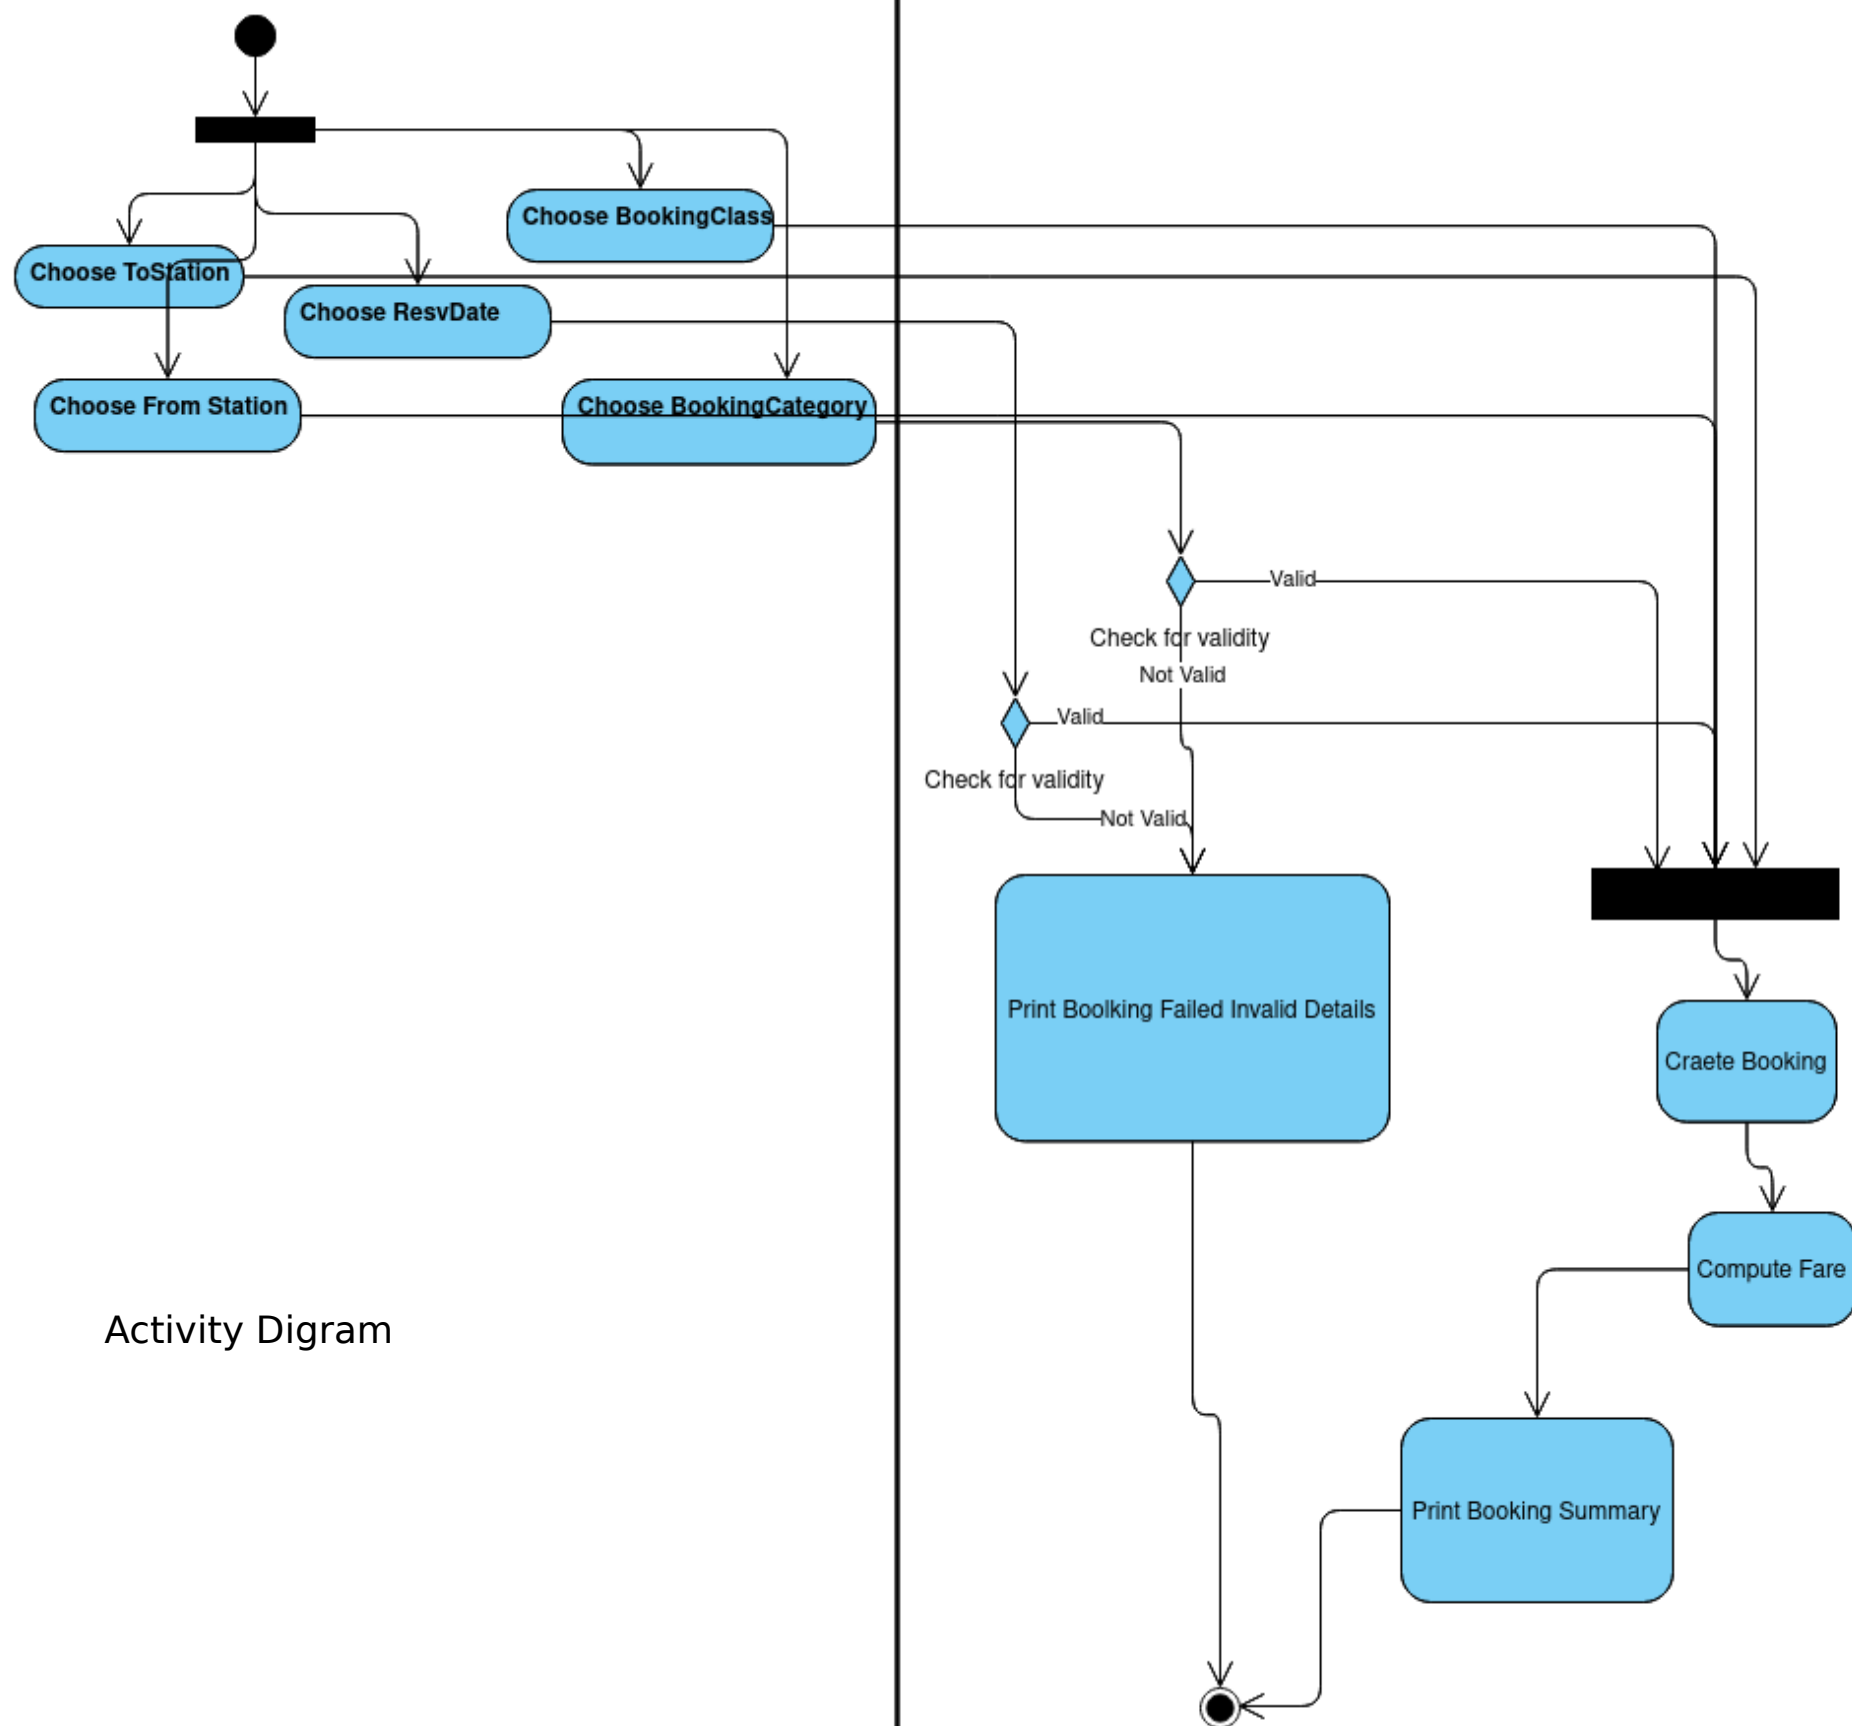 Choose BookingClass
Choose ToStation
Choose ResvDate
Choose From Station
Choose BookingCategory
Valid
Check for validity
Not Valid
Valid
Check for validity
Not Valid
Print Boolking Failed Invalid Details
Craete Booking
Compute Fare
Activity Digram
Print Booking Summary